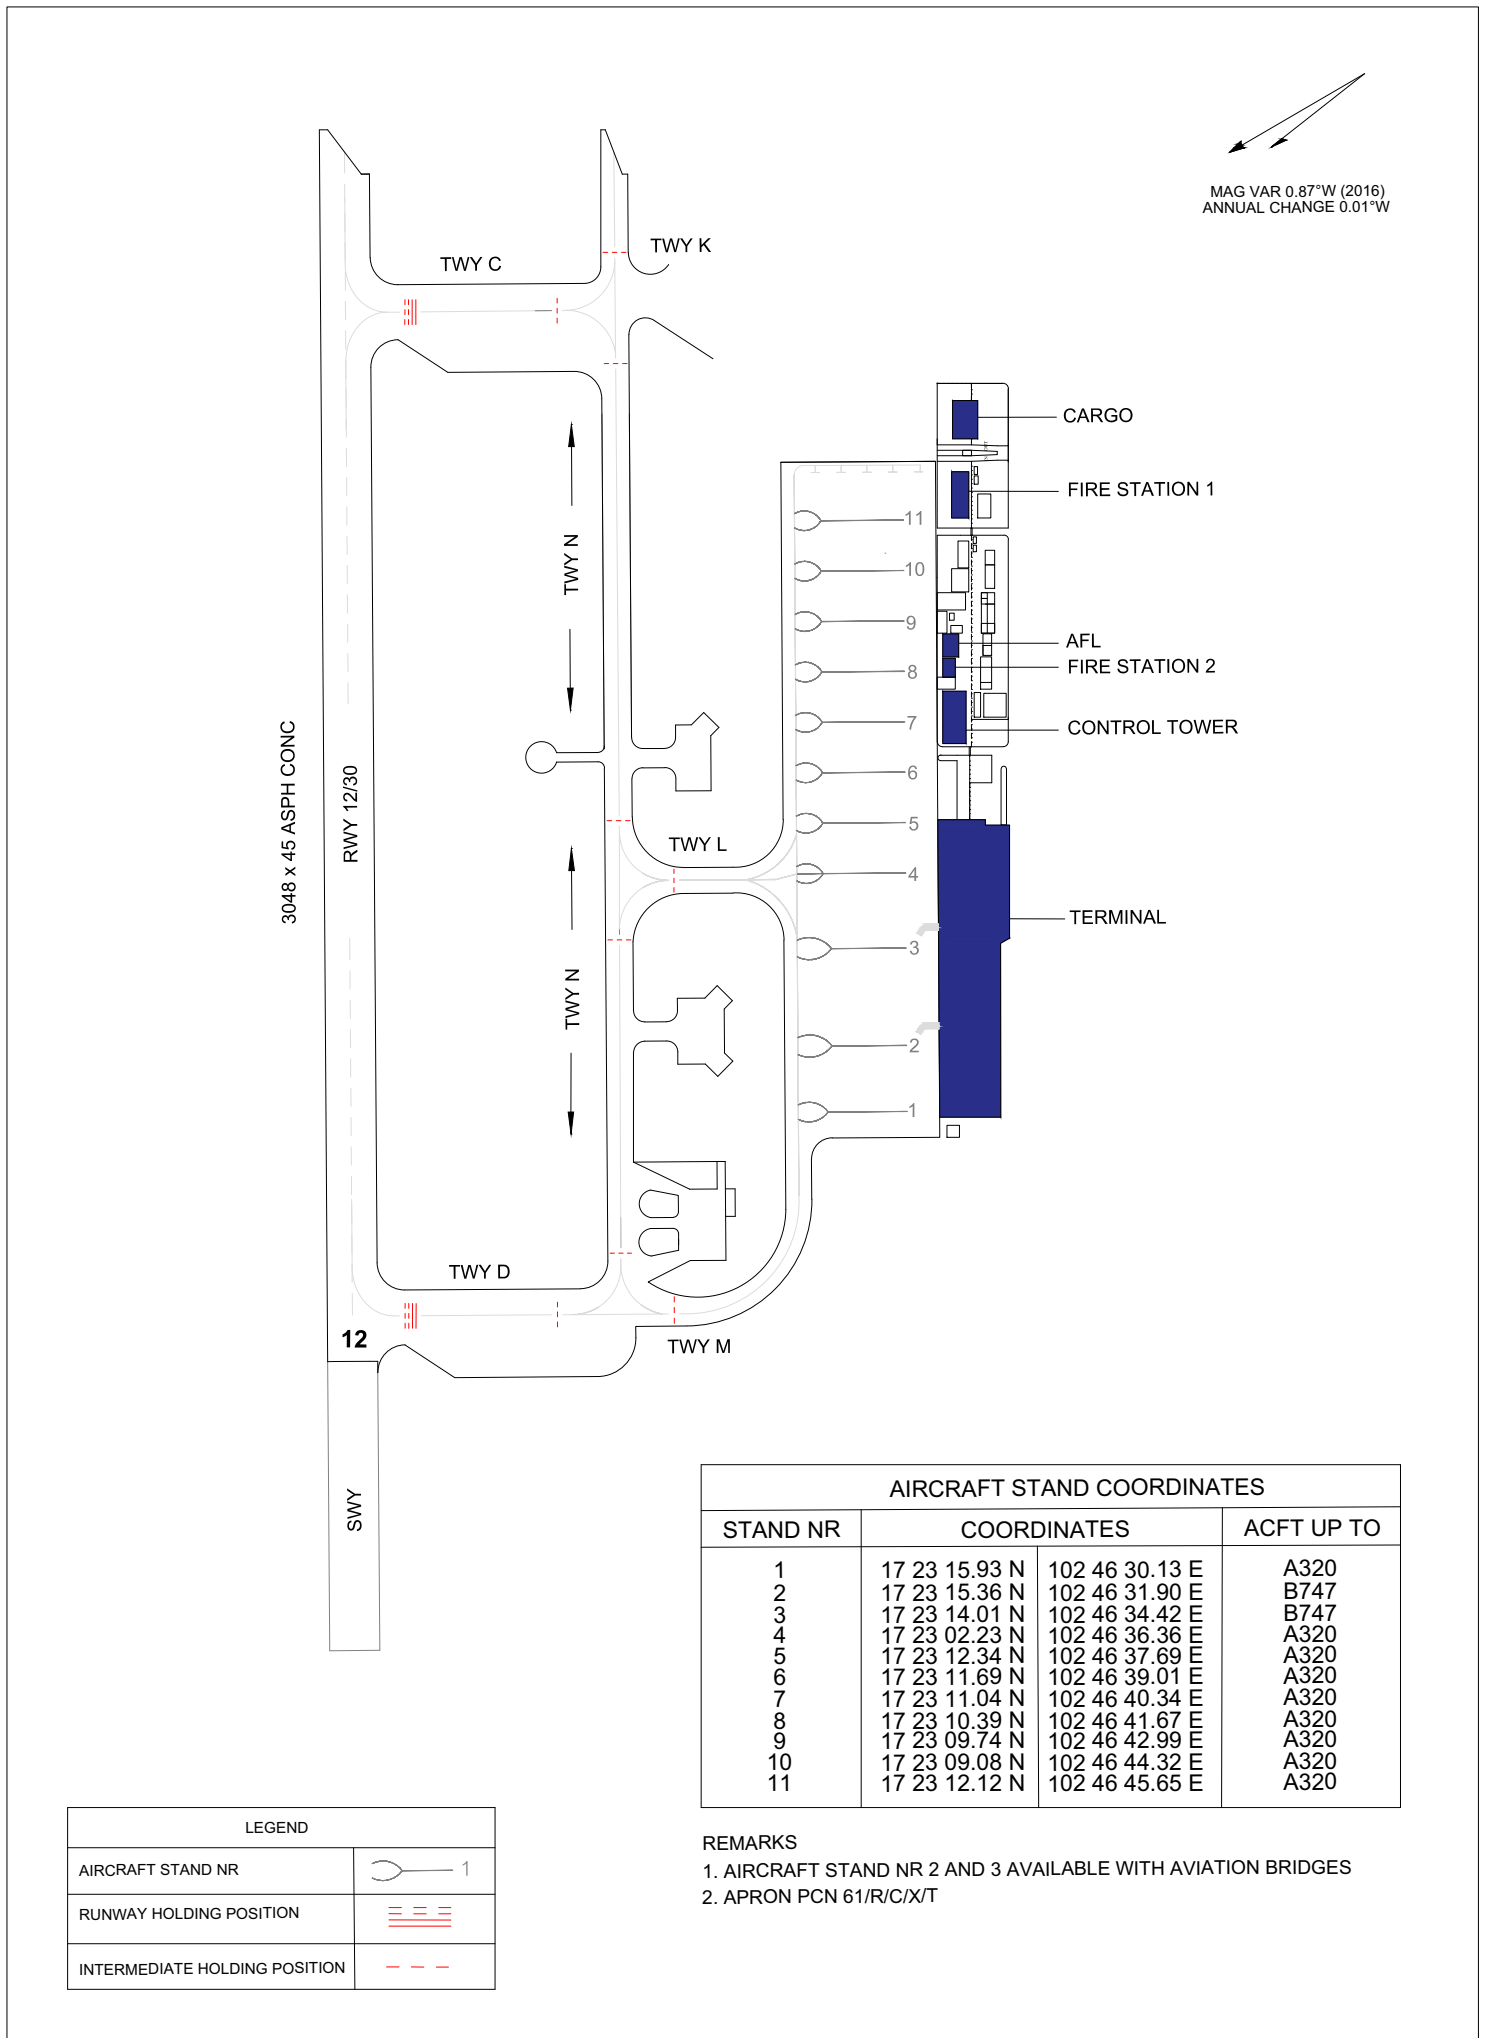 MAG VAR 0.87°W (2016)
ANNUAL CHANGE 0.01°W
TWY K
TWY C
CARGO
FIRE STATION 1
11
TWY N
10
9
AFL
8
FIRE STATION 2
7
CONTROL TOWER
3048 x 45 ASPH CONC
RWY 12/30
6
5
TWY L
4
TERMINAL
3
TWY N
2
1
TWY D
12
TWY M
SWY
AIRCRAFT STAND COORDINATES
STAND NR COORDINATES ACFT UP TO
1 17 23 15.93 N 102 46 30.13 E A320
2 17 23 15.36 N 102 46 31.90 E B747
3 17 23 14.01 N 102 46 34.42 E B747
4 17 23 02.23 N 102 46 36.36 E A320
5 17 23 12.34 N 102 46 37.69 E A320
6 17 23 11.69 N 102 46 39.01 E A320
7 17 23 11.04 N 102 46 40.34 E A320
8 17 23 10.39 N 102 46 41.67 E A320
9 17 23 09.74 N 102 46 42.99 E A320
10 17 23 09.08 N 102 46 44.32 E A320
11 17 23 12.12 N 102 46 45.65 E A320
LEGEND
AIRCRAFT STAND NR 1
RUNWAY HOLDING POSITION
INTERMEDIATE HOLDING POSITION
REMARKS
1. AIRCRAFT STAND NR 2 AND 3 AVAILABLE WITH AVIATION BRIDGES
2. APRON PCN 61/R/C/X/T